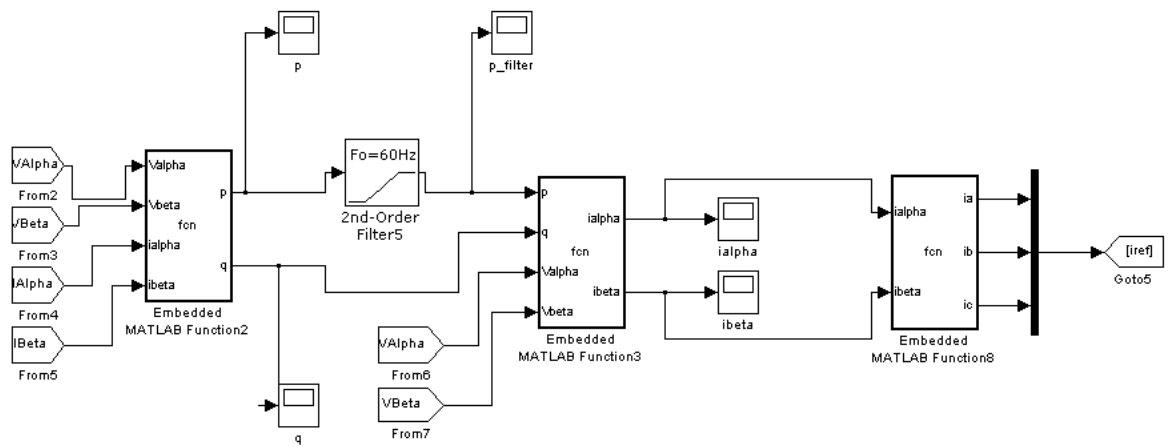 p
p_filter
VAlpha
From2
VBeta
From3
IAlpha
From4
IBeta
From5
Valpha
Vbeta
ialpha
ibeta
fcn
p
q
Embedded
MATLAB Function2
Fo=60Hz
2nd-Order
Filter5
q
VAlpha
From6
VBeta
From7
p
q
Valpha
Vbeta
fcn
ialpha
ibeta
Embedded
MATLAB Function3
ialpha
ibeta
ialpha
ibeta
fcn
ia
ib
ic
Embedded
MATLAB Function8
[iref]
Goto5